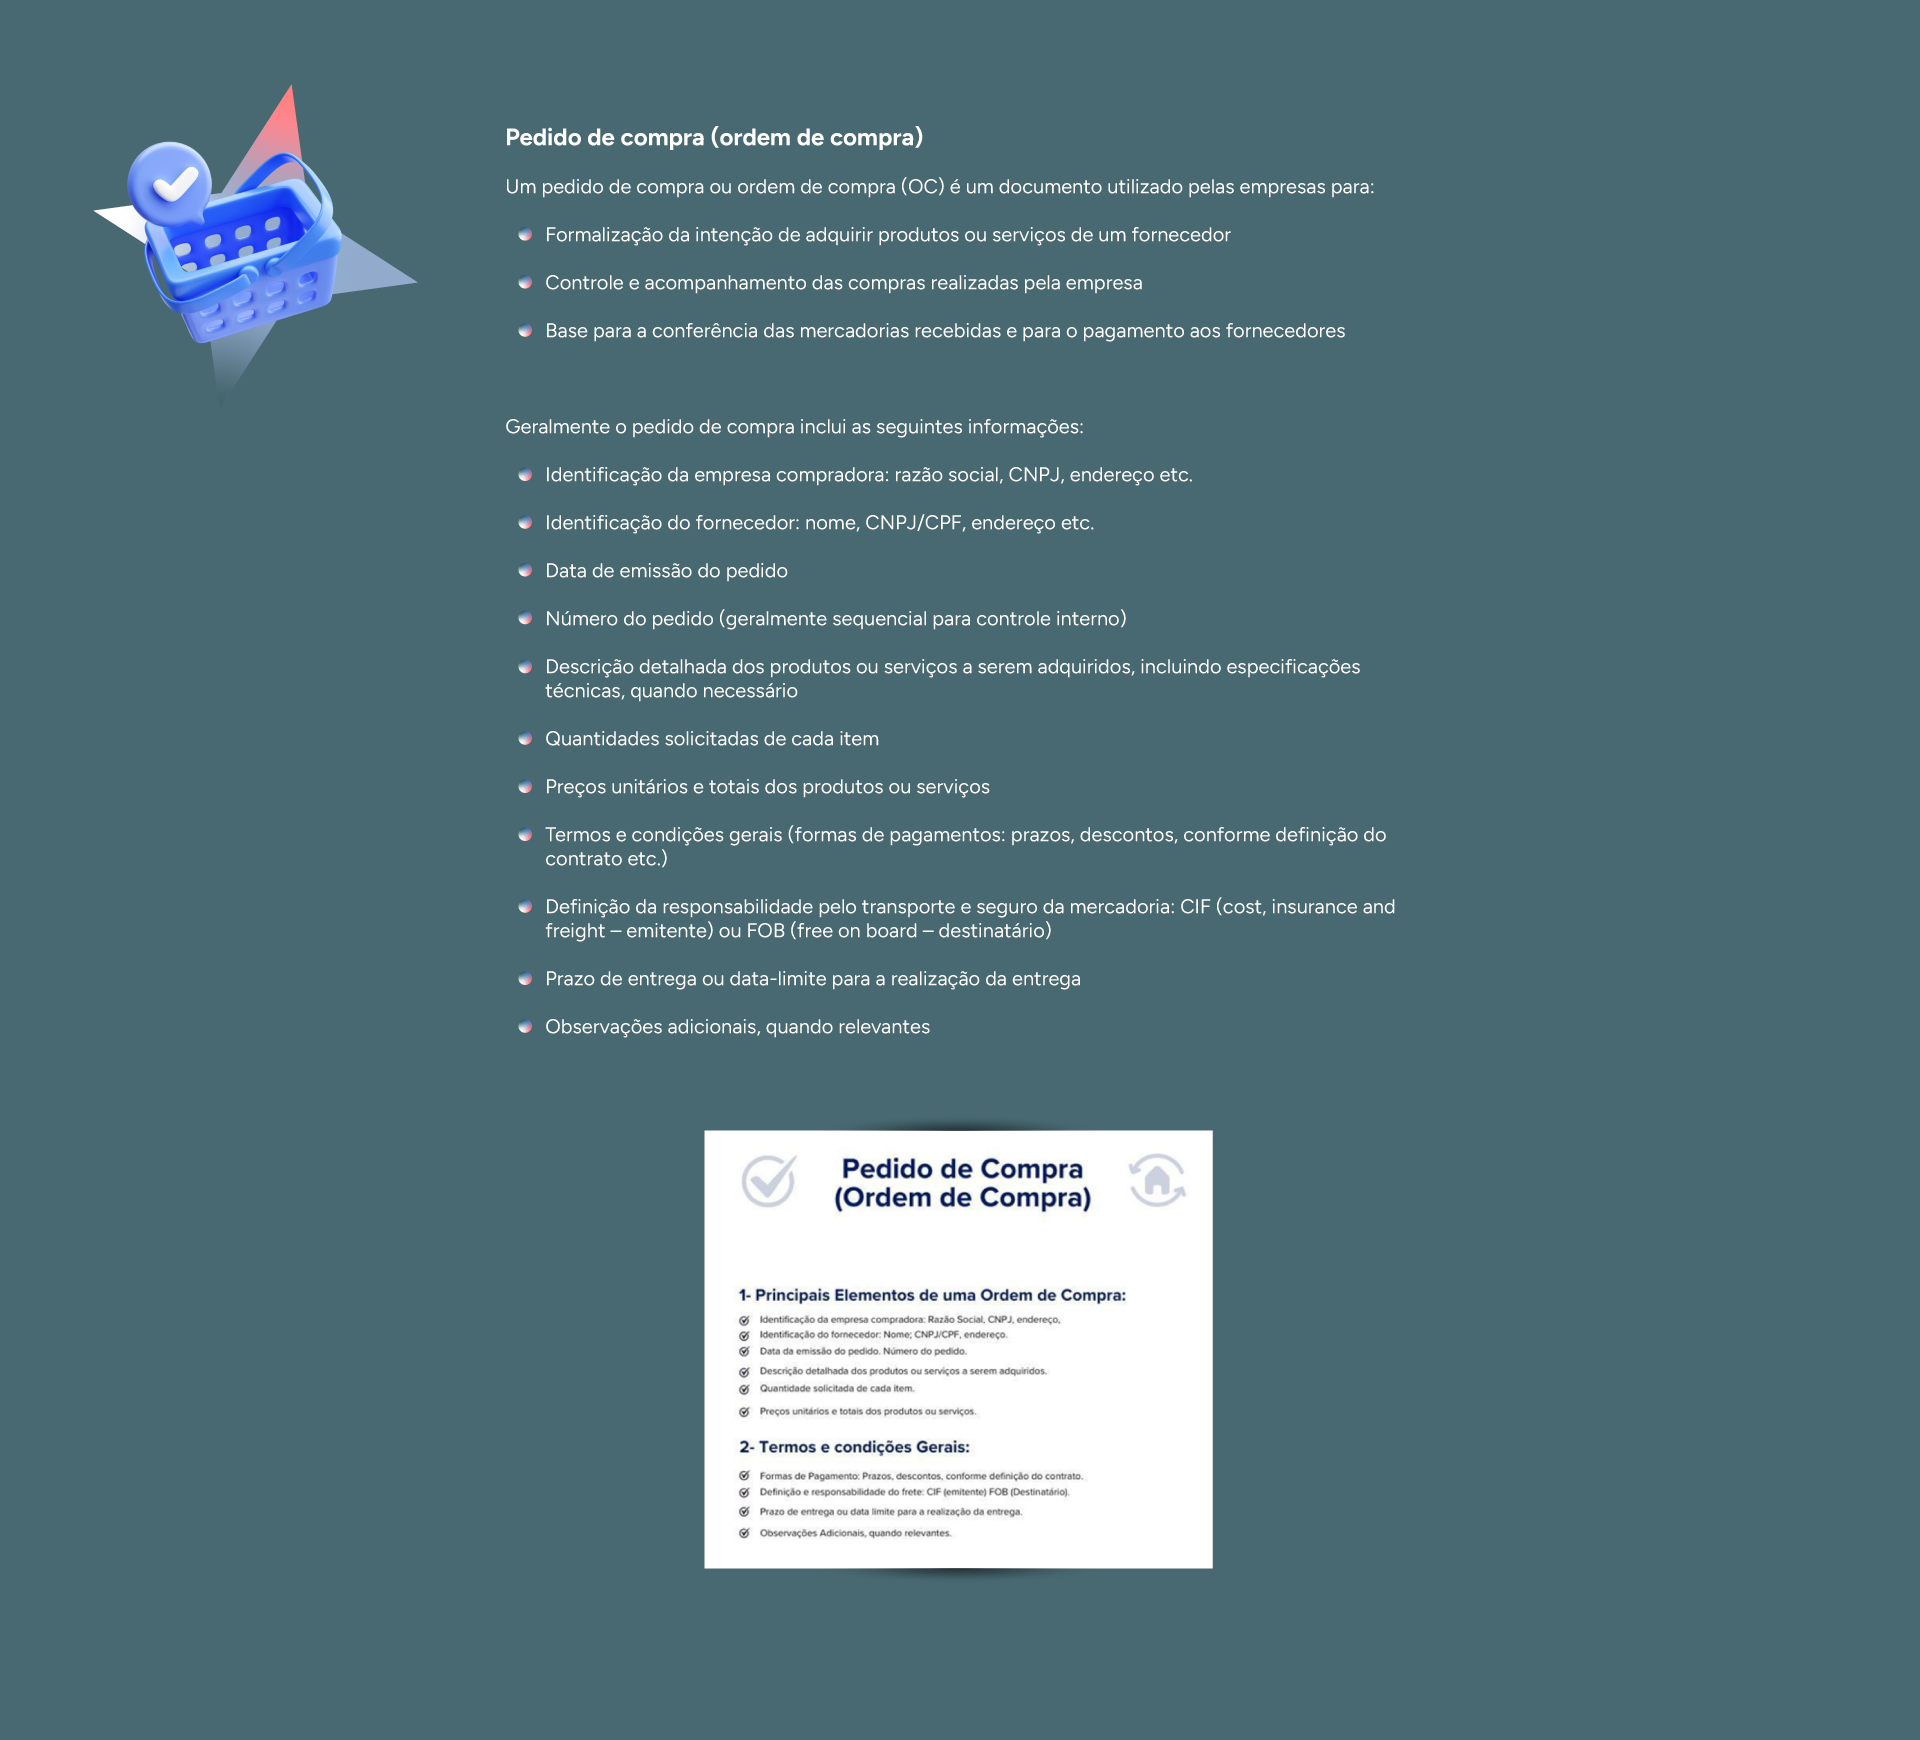 Pedido de compra (ordem de compra)
Um pedido de compra ou ordem de compra (OC) é um documento utilizado pelas empresas para:
Formalização da intenção de adquirir produtos ou serviços de um fornecedor
Controle e acompanhamento das compras realizadas pela empresa
Base para a conferência das mercadorias recebidas e para o pagamento aos fornecedores
Geralmente o pedido de compra inclui as seguintes informações:
Identificação da empresa compradora: razão social, CNPJ, endereço etc.
Identificação do fornecedor: nome, CNPJ/CPF, endereço etc.
Data de emissão do pedido
Número do pedido (geralmente sequencial para controle interno)
Descrição detalhada dos produtos ou serviços a serem adquiridos, incluindo especificações
técnicas, quando necessário
Quantidades solicitadas de cada item
Preços unitários e totais dos produtos ou serviços
Termos e condições gerais (formas de pagamentos: prazos, descontos, conforme definição do
contrato etc.)
Definição da responsabilidade pelo transporte e seguro da mercadoria: CIF (cost, insurance and
freight – emitente) ou FOB (free on board – destinatário)
Prazo de entrega ou data-limite para a realização da entrega
Observações adicionais, quando relevantes
Pedido de Compra
(Ordem de Compra)
1- Principais Elementos de uma Ordem de Compra:
Identificação da empresa compradora: Razão Social, CNPJ, endereço,
Identificação do fornecedor: Nome; CNPJ/CPF, endereço.
Data da emissão do pedido. Número do pedido.
Descrição detalhada dos produtos ou serviços a serem adquiridos.
Quantidade solicitada de cada item.
Preços unitários e totais dos produtos ou serviços.
2- Termos e condições Gerais:
Formas de Pagamento: Prazos, descontos, conforme definição do contrato.
Definição e responsabilidade do frete: CIF (emitente) FOB (Destinatário).
Prazo de entrega ou data limite para a realização da entrega.
Observações Adicionais, quando relevantes.